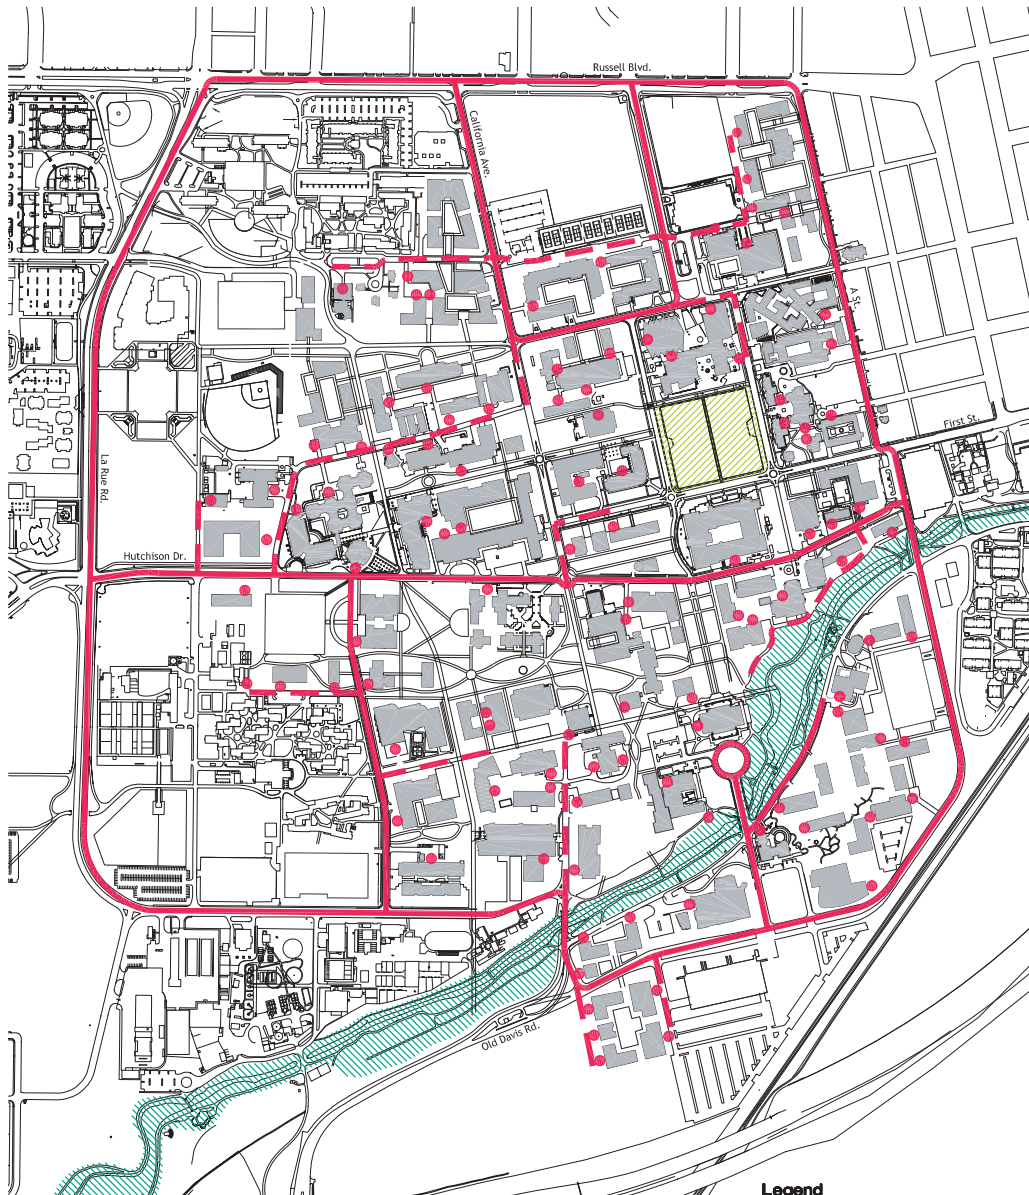 Russell Blvd.
California Ave.
A St.
First St.
La Rue Rd.
Hutchison Dr.
Old Davis Rd.
Legend